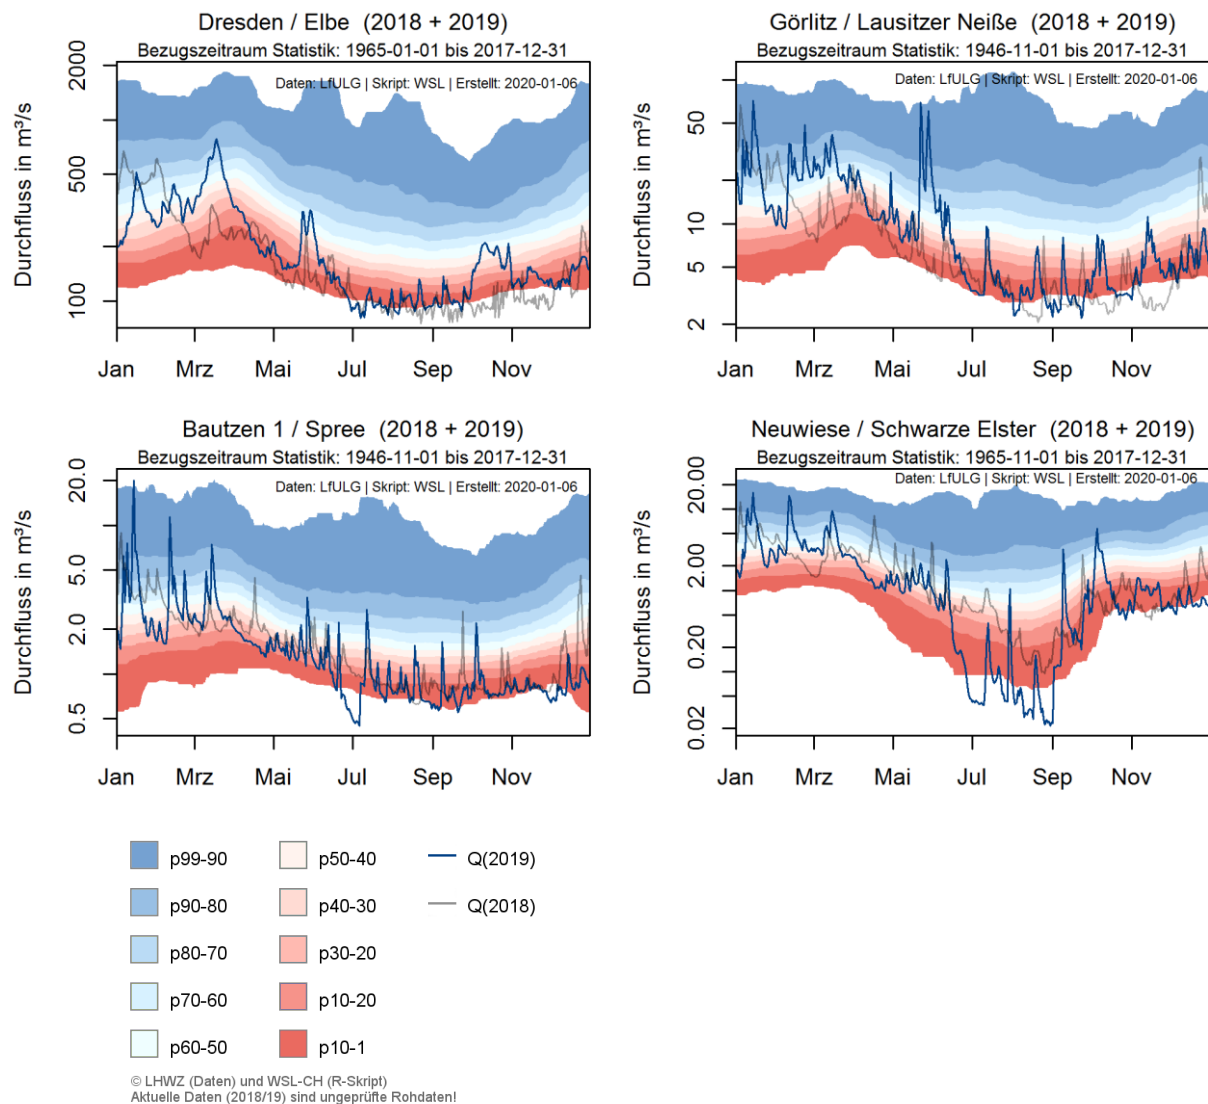 Dresden / Elbe (2018 + 2019)
Bezugszeitraum Statistik: 1965-01-01 bis 2017-12-31
Daten: LfULG | Skript: WSL | Erstellt: 2020-01-06
Durchfluss in m³/s
2000
500
100
Jan Mrz Mai Jul Sep Nov
Görlitz / Lausitzer Neiße (2018 + 2019)
Bezugszeitraum Statistik: 1946-11-01 bis 2017-12-31
Daten: LfULG | Skript: WSL | Erstellt: 2020-01-06
Durchfluss in m³/s
50
10
5
2
Jan Mrz Mai Jul Sep Nov
Bautzen 1 / Spree (2018 + 2019)
Bezugszeitraum Statistik: 1946-11-01 bis 2017-12-31
Daten: LfULG | Skript: WSL | Erstellt: 2020-01-06
Durchfluss in m³/s
20.0
5.0
2.0
0.5
Jan Mrz Mai Jul Sep Nov
Neuwiese / Schwarze Elster (2018 + 2019)
Bezugszeitraum Statistik: 1965-11-01 bis 2017-12-31
Daten: LfULG | Skript: WSL | Erstellt: 2020-01-06
Durchfluss in m³/s
20.00
2.00
0.20
0.02
Jan Mrz Mai Jul Sep Nov
p99-90
p90-80
p80-70
p70-60
p60-50
p50-40
p40-30
p30-20
p10-20
p10-1
Q(2019)
Q(2018)
© LHWZ (Daten) und WSL-CH (R-Skript)
Aktuelle Daten (2018/19) sind ungeprüfte Rohdaten!